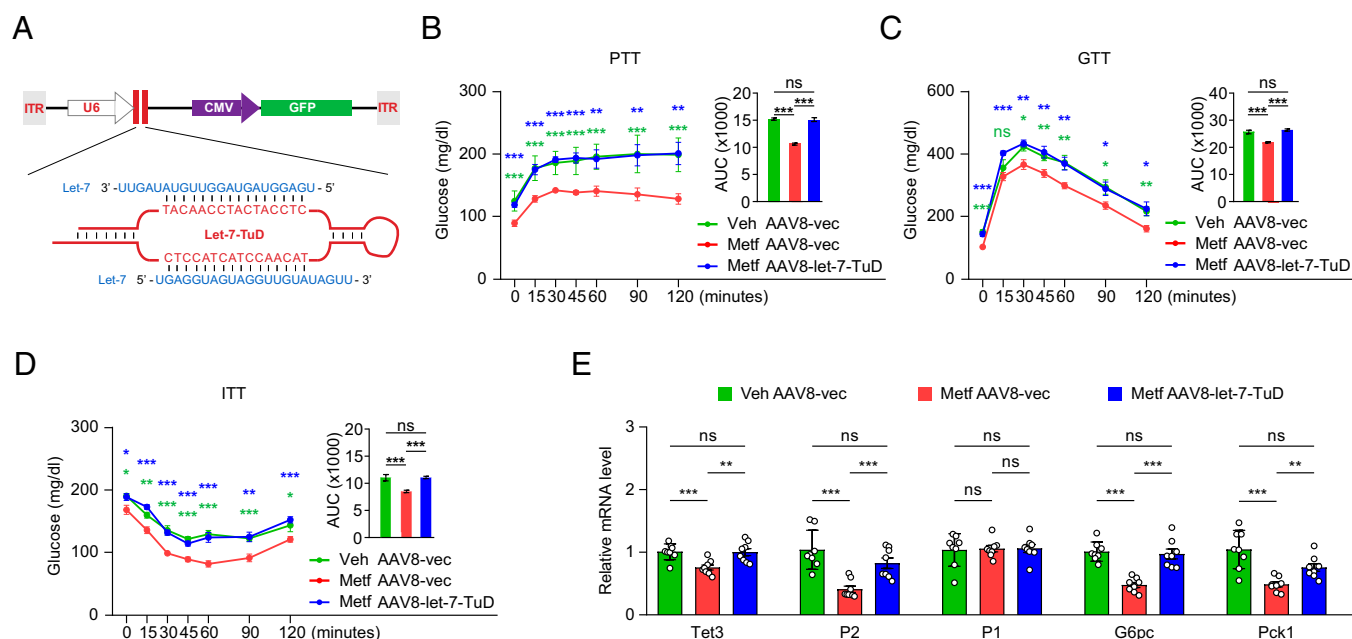 A
ITR U6 CMV GFP ITR
Let-7 3' -UUGAUAUGUUGGAUGAUGGAGU- 5'
TACAACCTACTACCTC
Let-7-TuD
CTCCATCATCCAACAT
Let-7 5'- UGAGGUAGUAGGUUGUAUAGUU- 3'
B
PTT
Glucose (mg/dl)
300
200
100
0
*** *** *** *** ** ** **
*** *** *** *** *** *** ***
0 15 30 45 60 90 120 (minutes)
AUC (x1000)
20
15
10
5
0
ns
*** ***
Veh AAV8-vec
Metf AAV8-vec
Metf AAV8-let-7-TuD
C
GTT
Glucose (mg/dl)
600
400
200
0
*** *** ** ** ** * *
*** ns * ** ** * **
0 15 30 45 60 90 120 (minutes)
AUC (x1000)
40
30
20
10
0
ns
*** ***
Veh AAV8-vec
Metf AAV8-vec
Metf AAV8-let-7-TuD
D
ITT
Glucose (mg/dl)
300
200
100
0
* *** *** *** *** ** ***
* ** *** *** *** *** *
0 15 30 45 60 90 120 (minutes)
AUC (x1000)
20
15
10
5
0
ns
*** ***
Veh AAV8-vec
Metf AAV8-vec
Metf AAV8-let-7-TuD
E
Veh AAV8-vec Metf AAV8-vec Metf AAV8-let-7-TuD
Relative mRNA level
3
2
1
0
ns ns ns ns ns
** *** ns *** **
*** *** ns *** ***
Tet3 P2 P1 G6pc Pck1